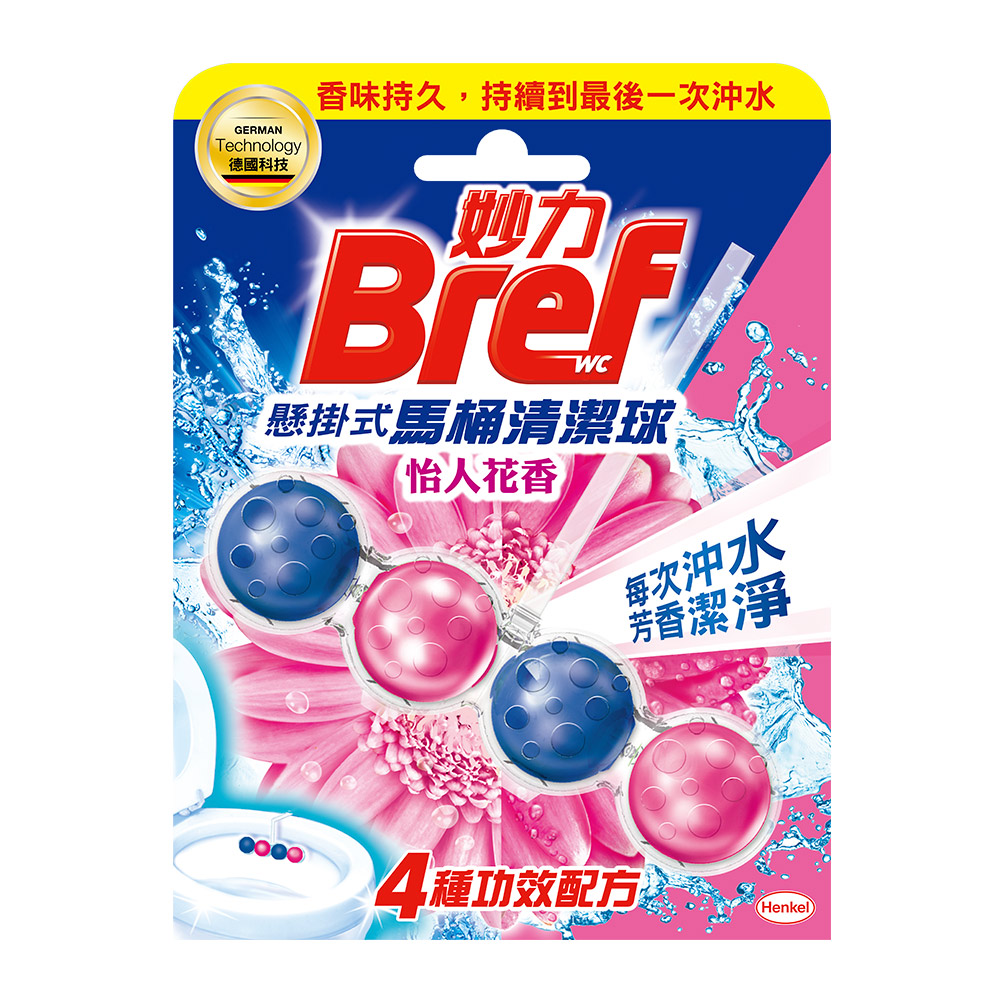 香味持久，持續到最後一次沖水
GERMAN
Technology
德國科技
妙力
Bref
WC
懸掛式馬桶清潔球
怡人花香
每次沖水
芳香潔淨
4種功效配方
Henkel